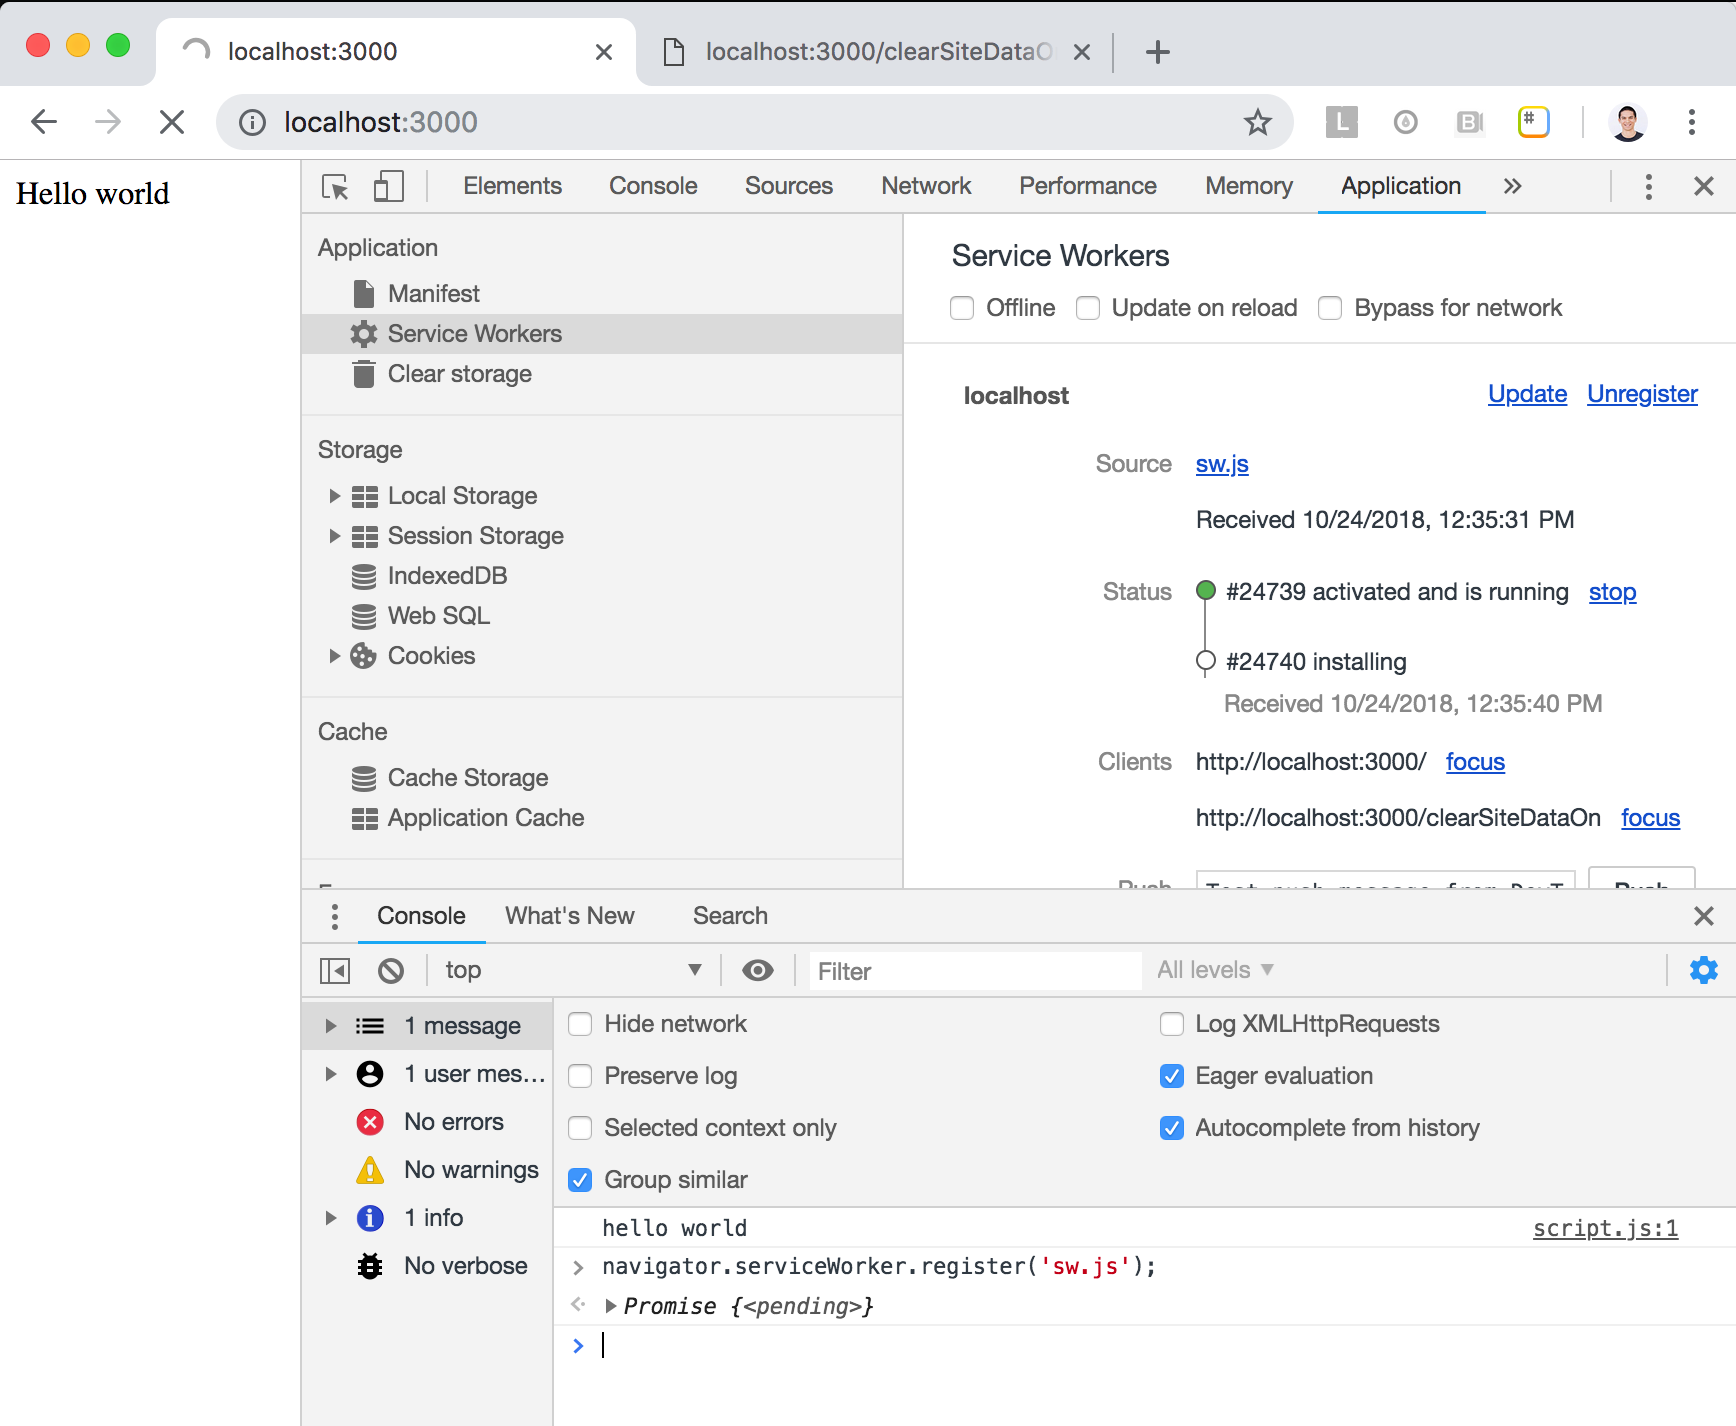 localhost:3000
localhost:3000/clearSiteDataO
localhost:3000
L
B
#
Hello world
Elements Console Sources Network Performance Memory Application
Application
Manifest
Service Workers
Clear storage
Storage
Local Storage
Session Storage
IndexedDB
Web SQL
Cookies
Cache
Cache Storage
Application Cache
Service Workers
Offline Update on reload Bypass for network
localhost Update Unregister
Source sw.js
Received 10/24/2018, 12:35:31 PM
Status #24739 activated and is running stop
#24740 installing
Received 10/24/2018, 12:35:40 PM
Clients http://localhost:3000/ focus
http://localhost:3000/clearSiteDataOn focus
Push Test push message from DevT Push
Console What's New Search
top Filter All levels
1 message
1 user mes…
No errors
No warnings
1 info
No verbose
Hide network Log XMLHttpRequests
Preserve log Eager evaluation
Selected context only Autocomplete from history
Group similar
hello world script.js:1
> navigator.serviceWorker.register('sw.js');
Promise {<pending>}
>